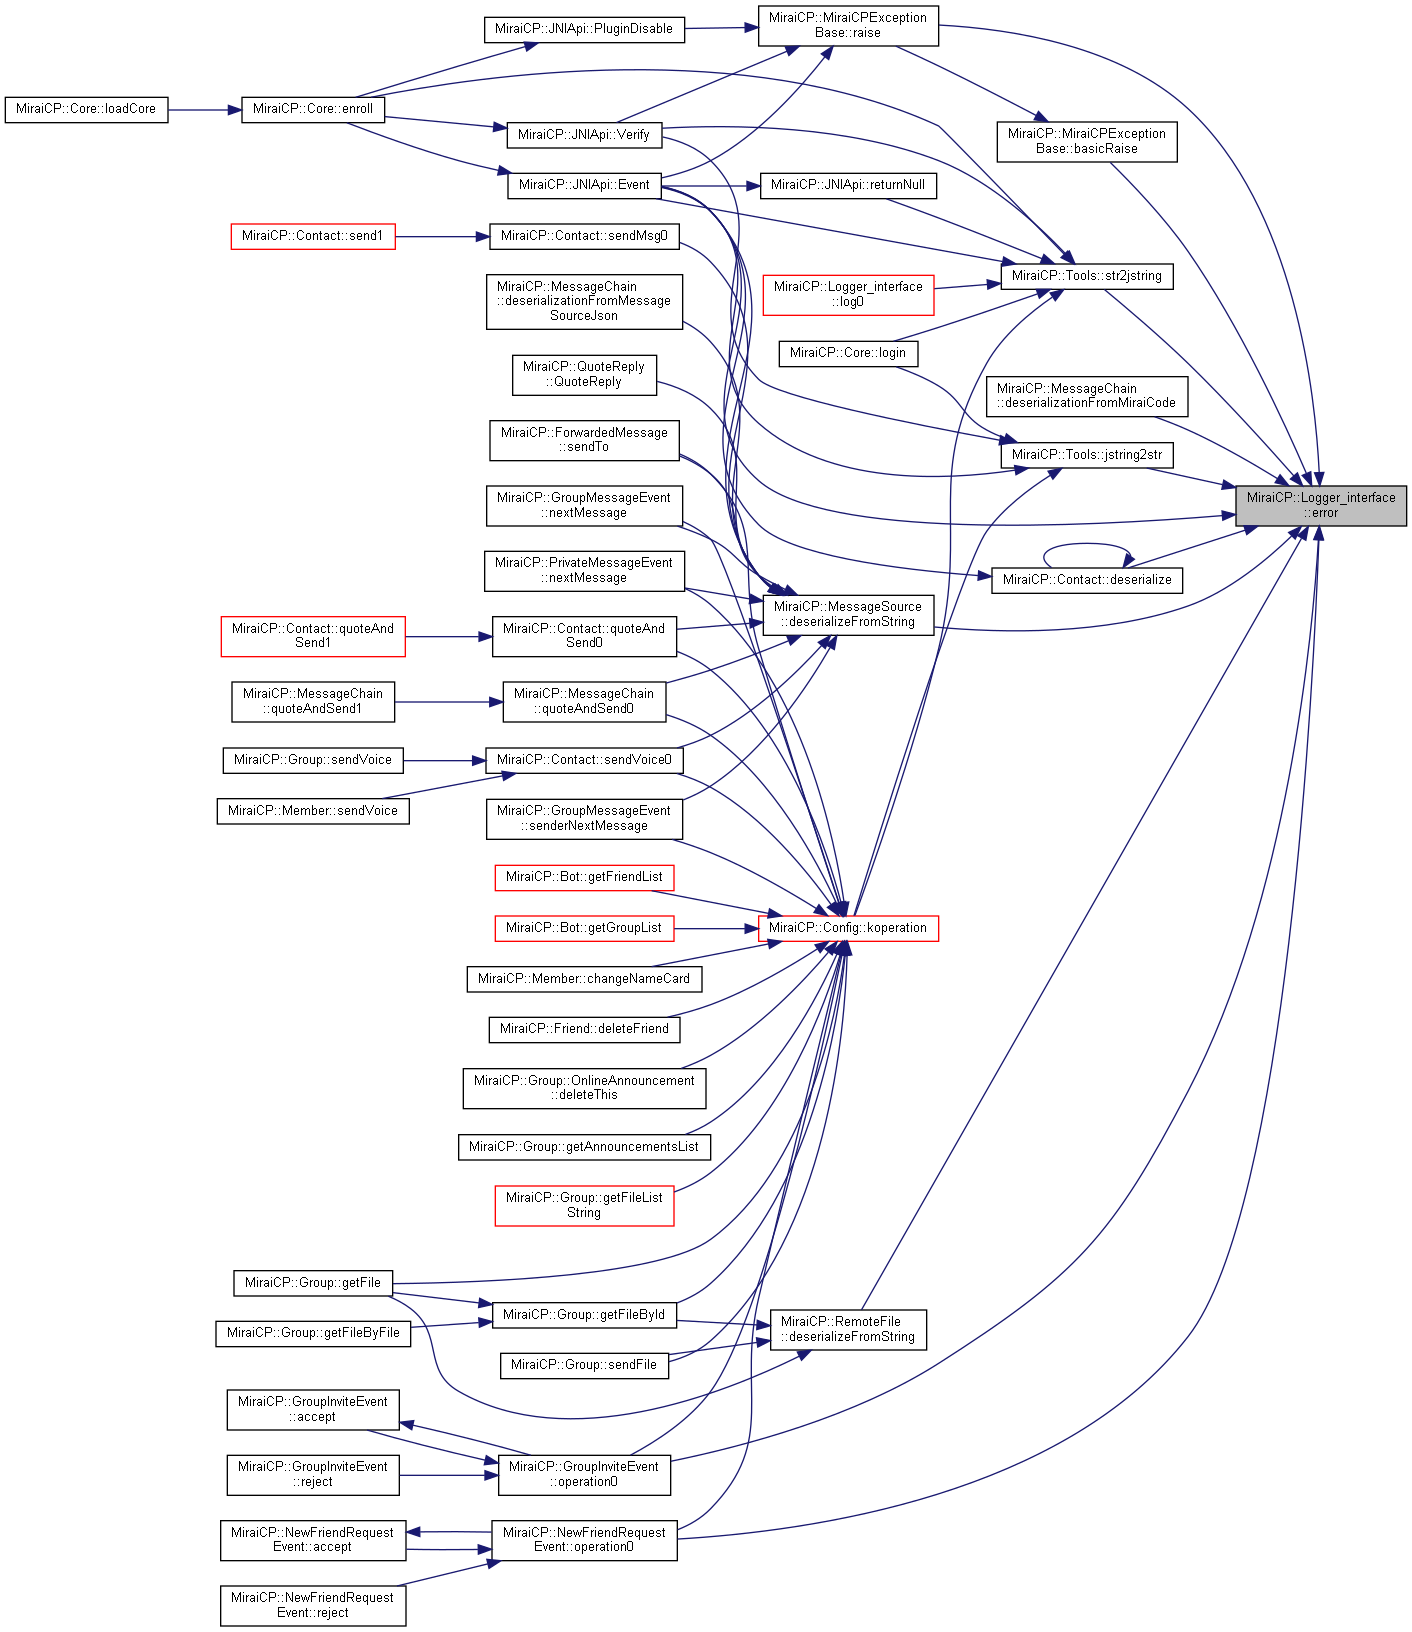 MiraiCP::JNIApi::PluginDisable
MiraiCP::MiraiCPException
Base::raise
MiraiCP::Core::loadCore
MiraiCP::Core::enroll
MiraiCP::JNIApi::Verify
MiraiCP::MiraiCPException
Base::basicRaise
MiraiCP::JNIApi::Event
MiraiCP::JNIApi::returnNull
MiraiCP::Contact::send1
MiraiCP::Contact::sendMsg0
MiraiCP::Tools::str2jstring
MiraiCP::MessageChain
::deserializationFromMessage
SourceJson
MiraiCP::Logger_interface
::log0
MiraiCP::Core::login
MiraiCP::QuoteReply
::QuoteReply
MiraiCP::MessageChain
::deserializationFromMiraiCode
MiraiCP::ForwardedMessage
::sendTo
MiraiCP::Tools::jstring2str
MiraiCP::GroupMessageEvent
::nextMessage
MiraiCP::Logger_interface
::error
MiraiCP::PrivateMessageEvent
::nextMessage
MiraiCP::Contact::deserialize
MiraiCP::MessageSource
::deserializeFromString
MiraiCP::Contact::quoteAnd
Send1
MiraiCP::Contact::quoteAnd
Send0
MiraiCP::MessageChain
::quoteAndSend1
MiraiCP::MessageChain
::quoteAndSend0
MiraiCP::Group::sendVoice
MiraiCP::Contact::sendVoice0
MiraiCP::Member::sendVoice
MiraiCP::GroupMessageEvent
::senderNextMessage
MiraiCP::Bot::getFriendList
MiraiCP::Bot::getGroupList
MiraiCP::Config::koperation
MiraiCP::Member::changeNameCard
MiraiCP::Friend::deleteFriend
MiraiCP::Group::OnlineAnnouncement
::deleteThis
MiraiCP::Group::getAnnouncementsList
MiraiCP::Group::getFileList
String
MiraiCP::Group::getFile
MiraiCP::Group::getFileById
MiraiCP::Group::getFileByFile
MiraiCP::RemoteFile
::deserializeFromString
MiraiCP::Group::sendFile
MiraiCP::GroupInviteEvent
::accept
MiraiCP::GroupInviteEvent
::reject
MiraiCP::GroupInviteEvent
::operation0
MiraiCP::NewFriendRequest
Event::accept
MiraiCP::NewFriendRequest
Event::operation0
MiraiCP::NewFriendRequest
Event::reject